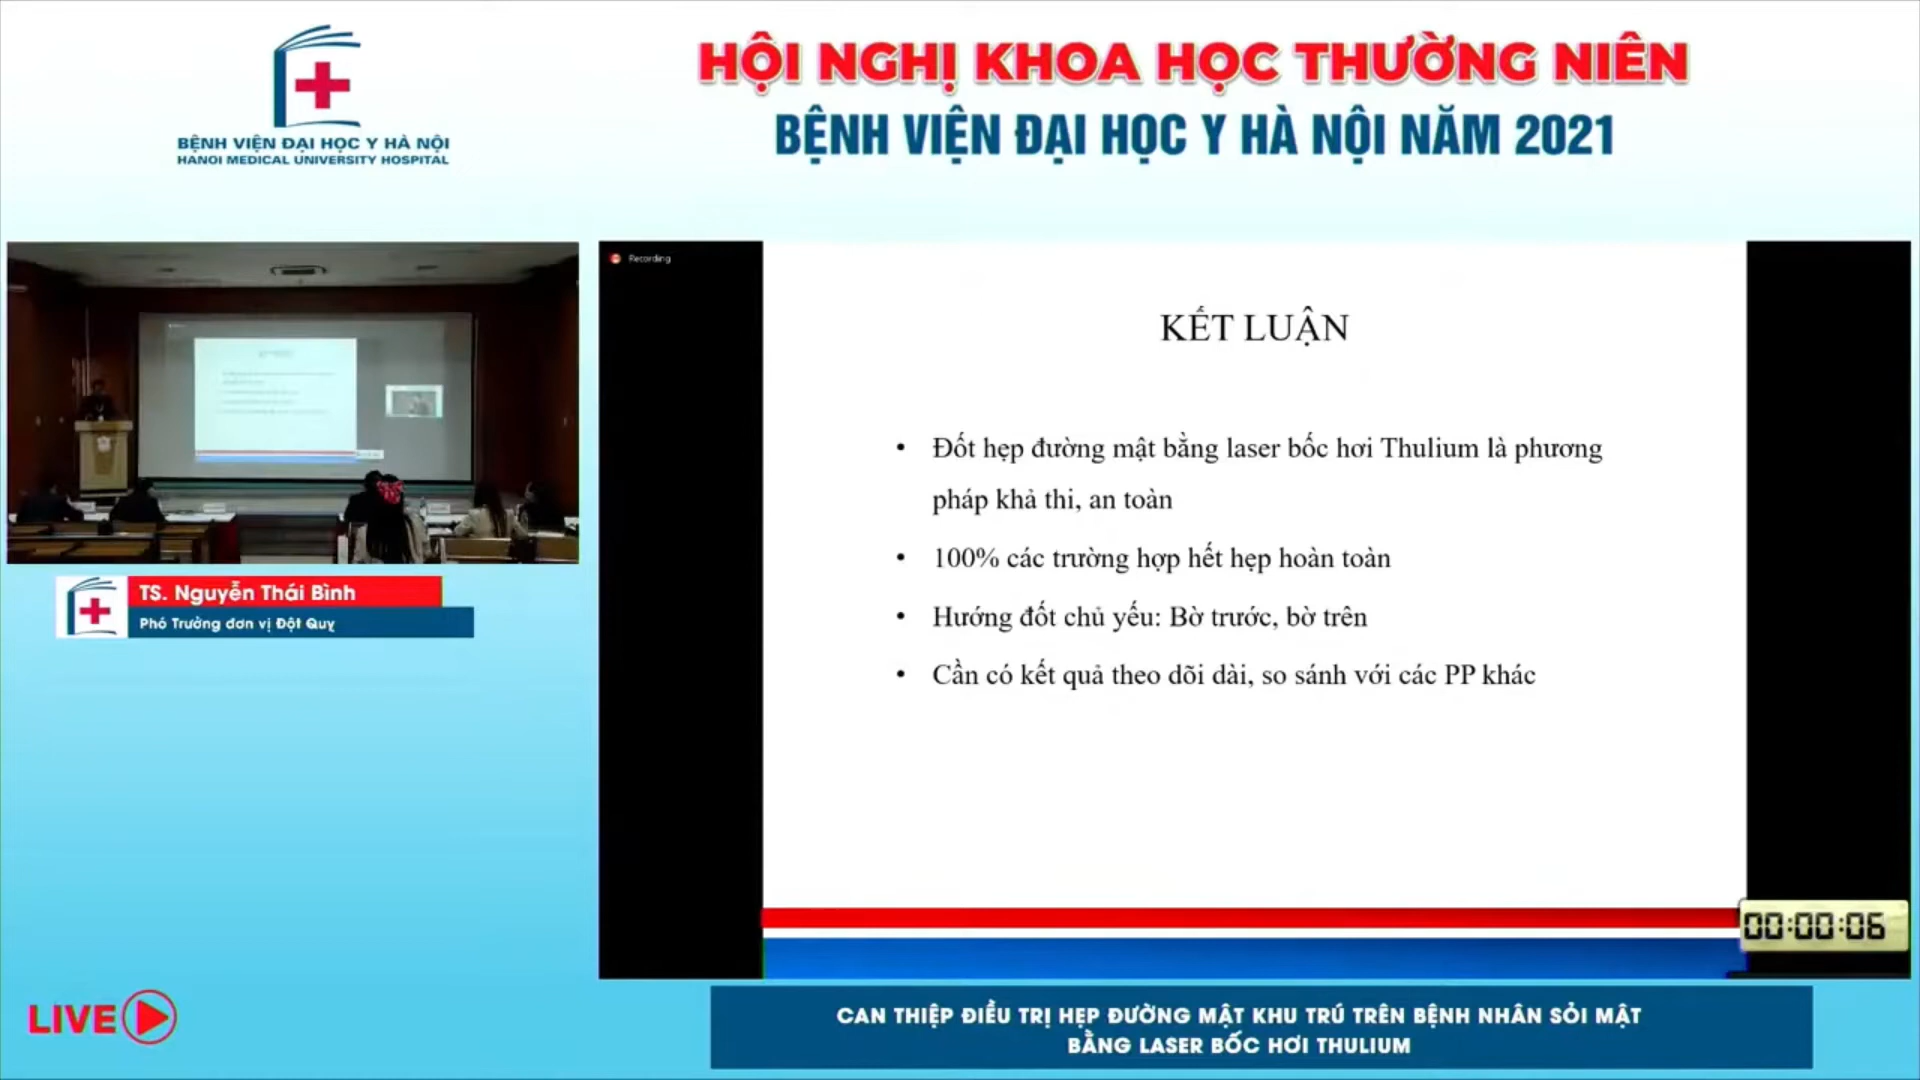 BỆNH VIỆN ĐẠI HỌC Y HÀ NỘI
HANOI MEDICAL UNIVERSITY HOSPITAL
HỘI NGHỊ KHOA HỌC THƯỜNG NIÊN
BỆNH VIỆN ĐẠI HỌC Y HÀ NỘI NĂM 2021
Recording
KẾT LUẬN
• Đốt hẹp đường mật bằng laser bốc hơi Thulium là phương
pháp khả thi, an toàn
• 100% các trường hợp hết hẹp hoàn toàn
• Hướng đốt chủ yếu: Bờ trước, bờ trên
• Cần có kết quả theo dõi dài, so sánh với các PP khác
TS. Nguyễn Thái Bình
Phó Trưởng đơn vị Đột Quỵ
00:00:06
LIVE
CAN THIỆP ĐIỀU TRỊ HẸP ĐƯỜNG MẬT KHU TRÚ TRÊN BỆNH NHÂN SỎI MẬT
BẰNG LASER BỐC HƠI THULIUM